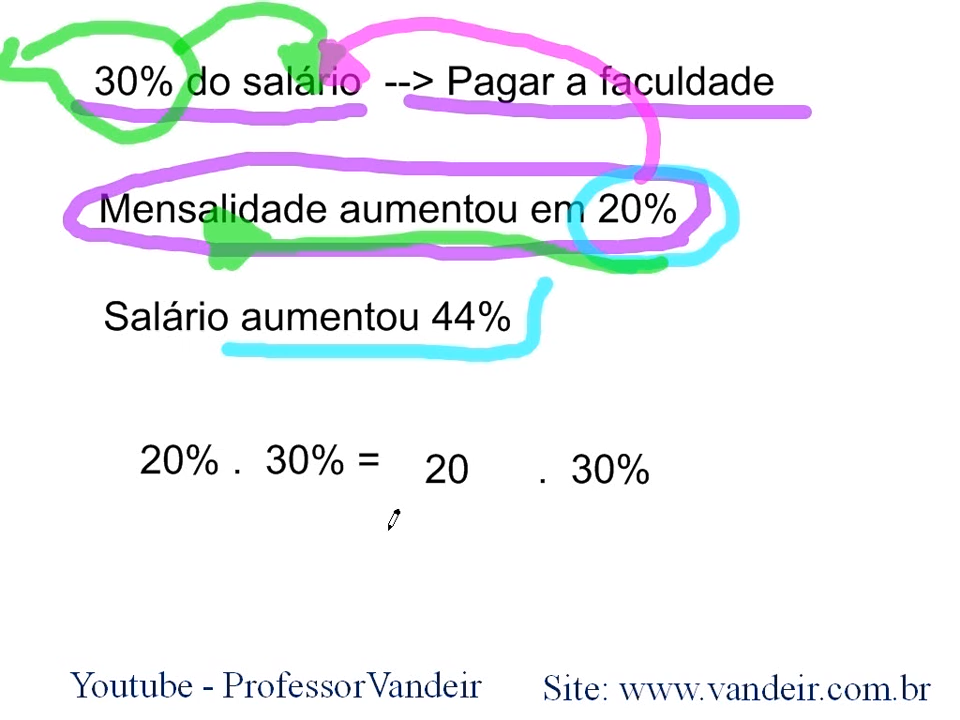 30% do salário --> Pagar a faculdade
Mensalidade aumentou em 20%
Salário aumentou 44%
20% . 30% = 20 . 30%
Youtube - ProfessorVandeir Site: www.vandeir.com.br